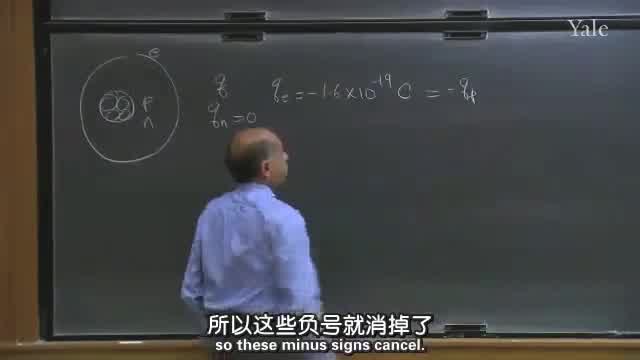 Yale
e
q
q_e = -1.6 × 10^-19 C = -q_p
P
n
q_n = 0
所以这些负号就消掉了
so these minus signs cancel.